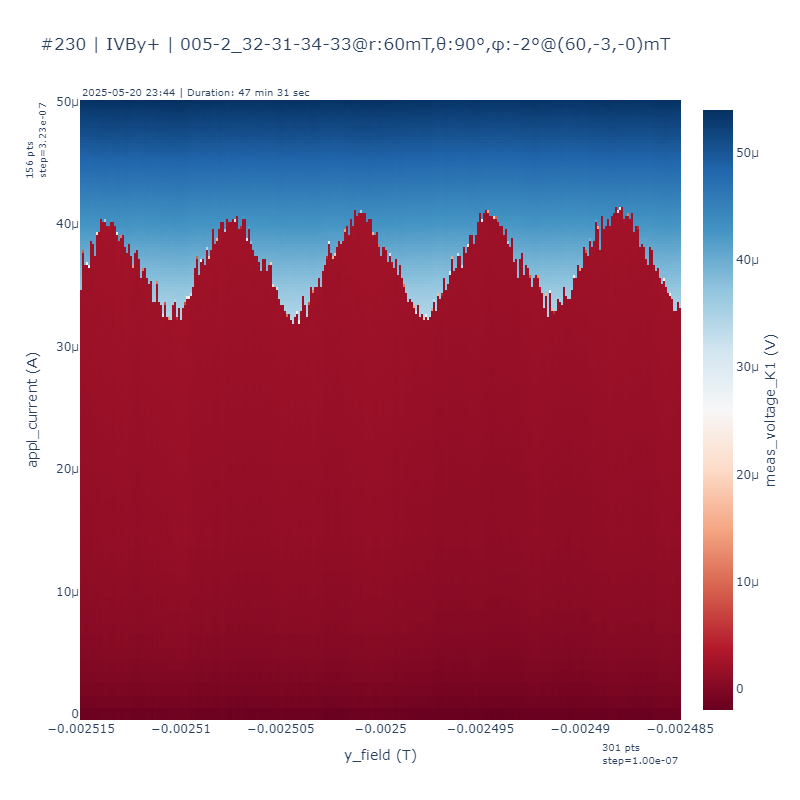 #230 | IVBy+ | 005-2_32-31-34-33@r:60mT,θ:90°,φ:-2°@(60,-3,-0)mT
2025-05-20 23:44 | Duration: 47 min 31 sec
156 pts
step=3.23e-07
50μ
40μ
30μ
20μ
10μ
0
appl_current (A)
−0.002515
−0.00251
−0.002505
−0.0025
−0.002495
−0.00249
−0.002485
y_field (T)
301 pts
step=1.00e-07
50μ
40μ
30μ
20μ
10μ
0
meas_voltage_K1 (V)